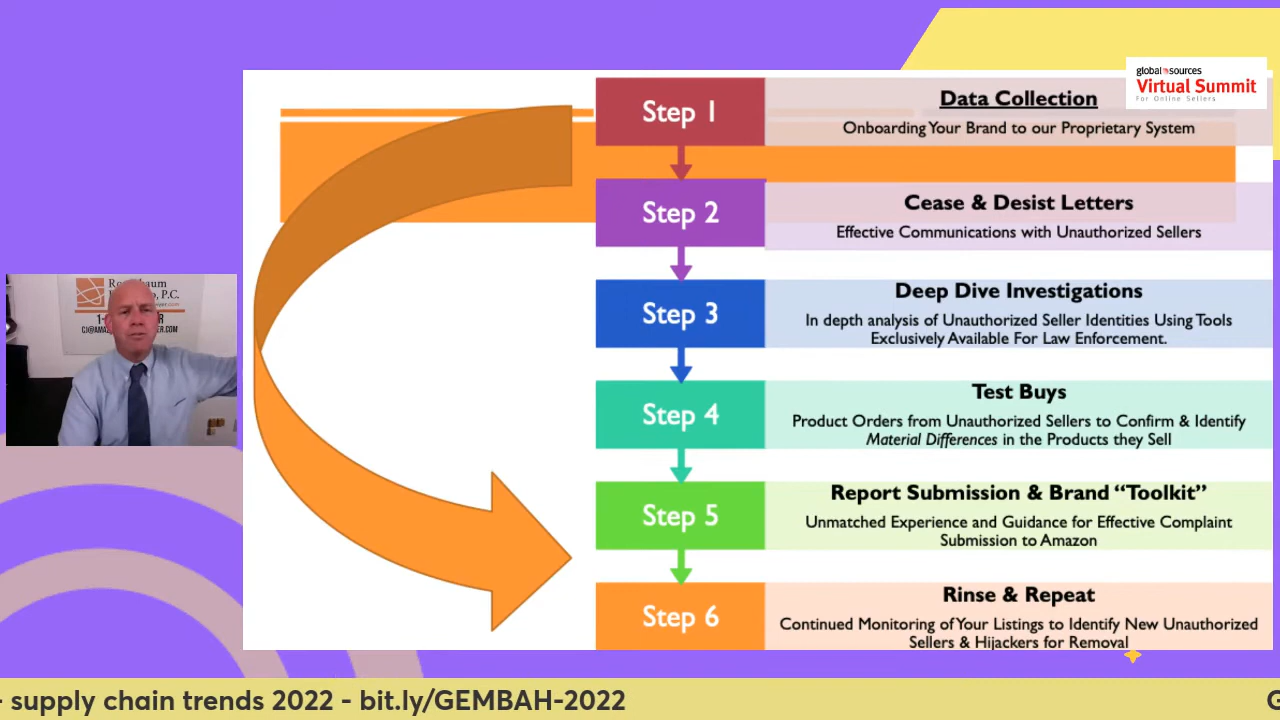 global sources
Virtual Summit
For Online Sellers
Step 1
Data Collection
Onboarding Your Brand to our Proprietary System
Step 2
Cease & Desist Letters
Effective Communications with Unauthorized Sellers
Step 3
Deep Dive Investigations
In depth analysis of Unauthorized Seller Identities Using Tools
Exclusively Available For Law Enforcement.
Step 4
Test Buys
Product Orders from Unauthorized Sellers to Confirm & Identify
Material Differences in the Products they Sell
Step 5
Report Submission & Brand “Toolkit”
Unmatched Experience and Guidance for Effective Complaint
Submission to Amazon
Step 6
Rinse & Repeat
Continued Monitoring of Your Listings to Identify New Unauthorized
Sellers & Hijackers for Removal
P.C.
- supply chain trends 2022 - bit.ly/GEMBAH-2022
G